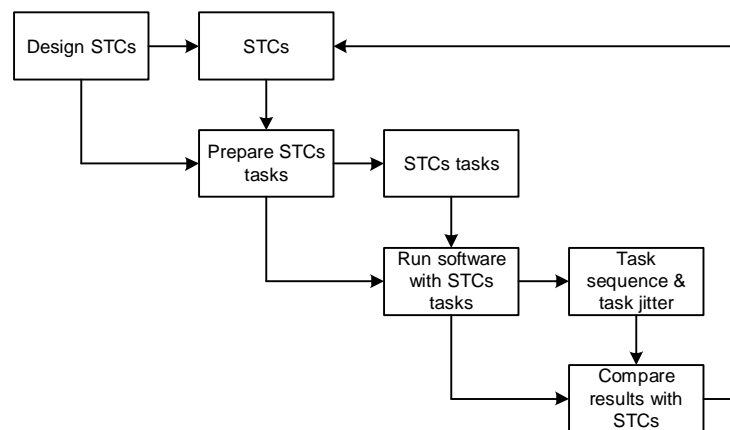 Design STCs
STCs
Prepare STCs
tasks
STCs tasks
Run software
with STCs
tasks
Task
sequence &
task jitter
Compare
results with
STCs